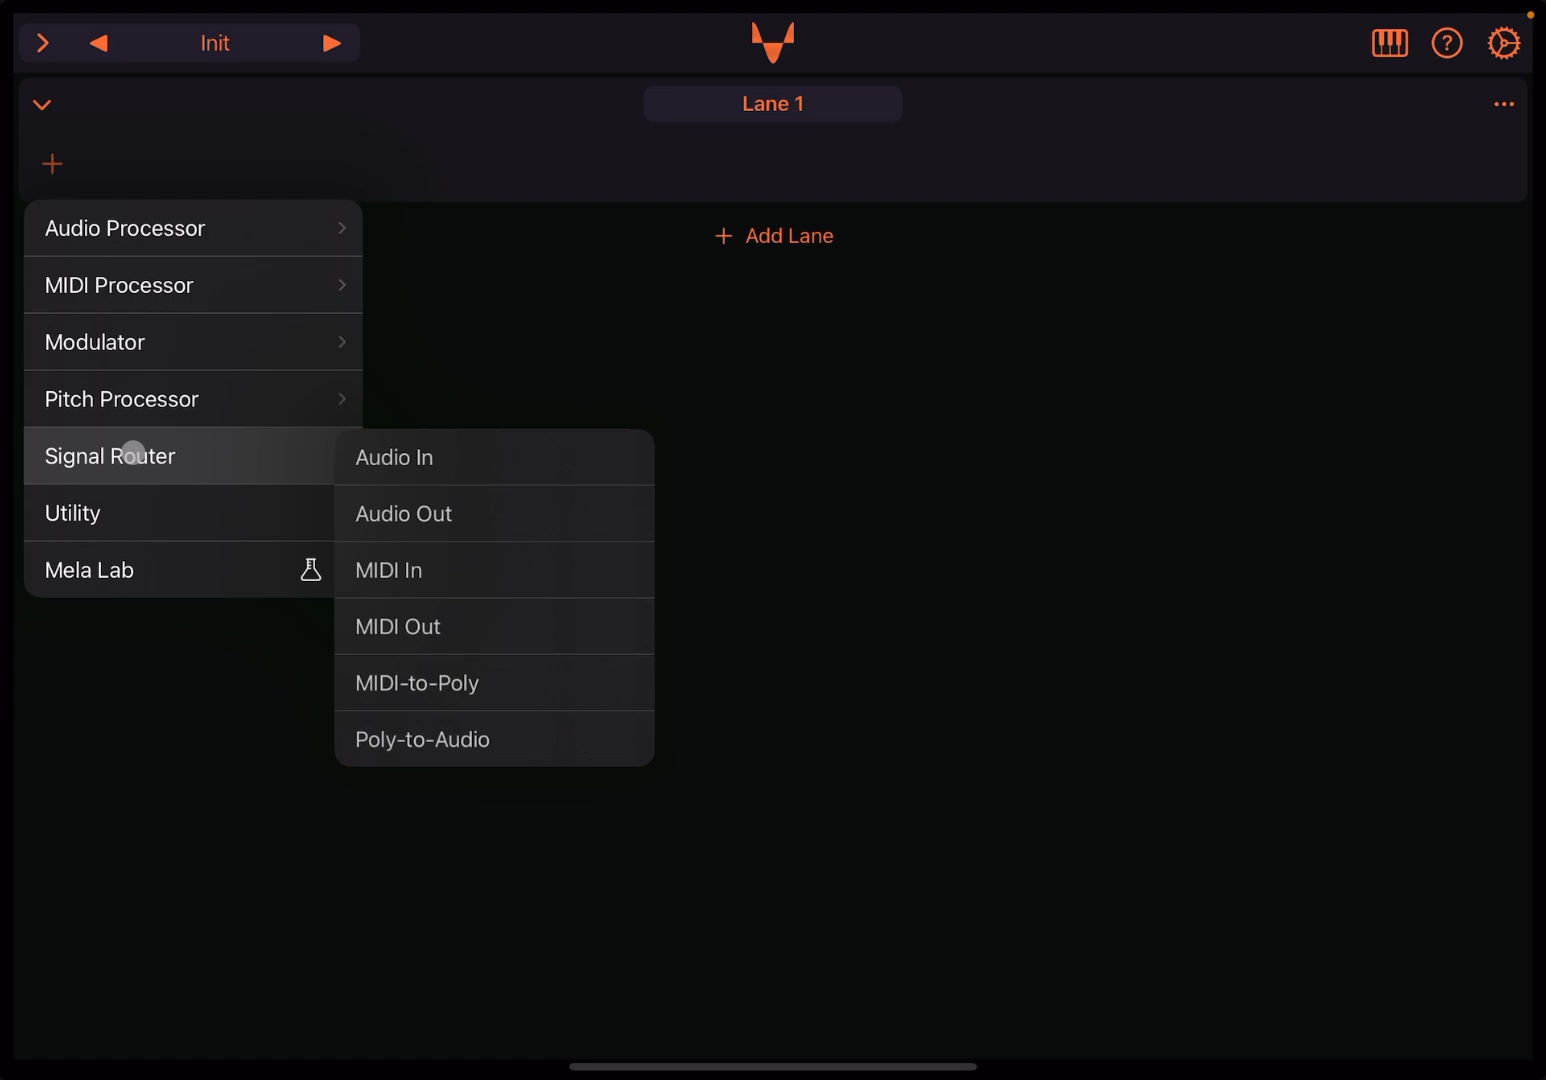 Init
Lane 1
Add Lane
Audio Processor
MIDI Processor
Modulator
Pitch Processor
Signal Router
Utility
Mela Lab
Audio In
Audio Out
MIDI In
MIDI Out
MIDI-to-Poly
Poly-to-Audio